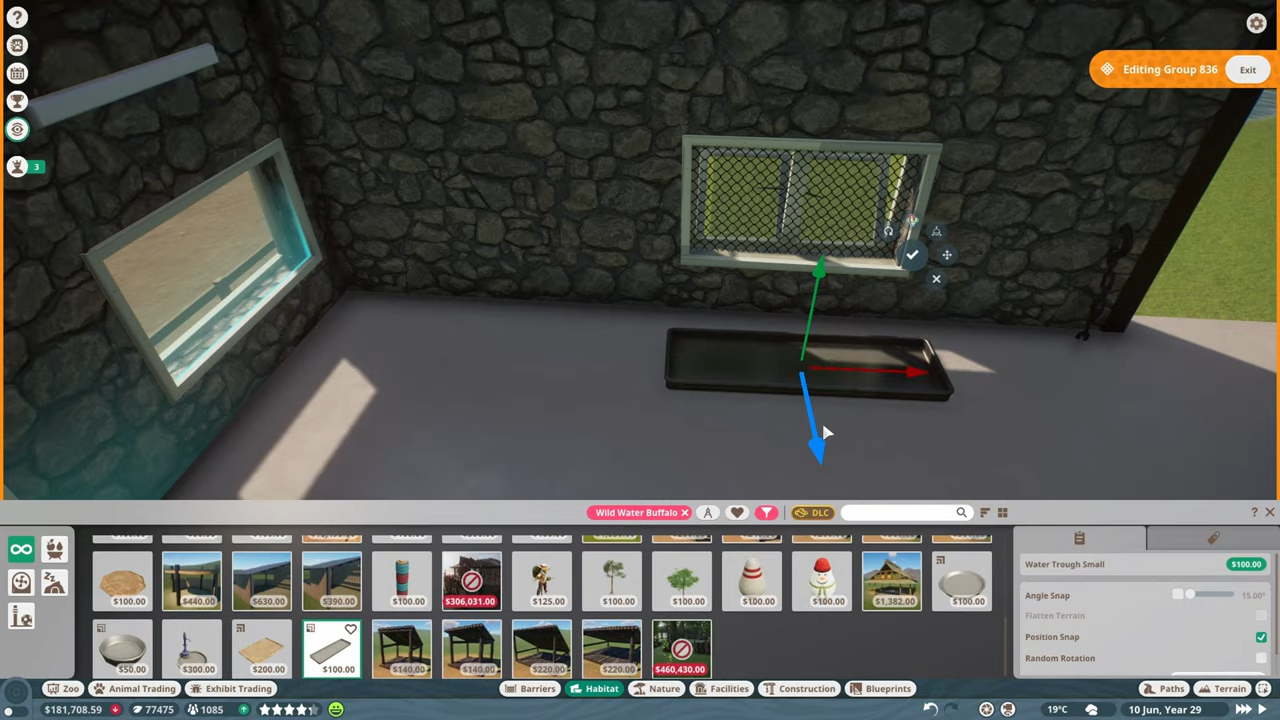 ?
Editing Group 836
Exit
3
Wild Water Buffalo
DLC
?
$100.00
$440.00
$630.00
$390.00
$100.00
$306,031.00
$125.00
$100.00
$100.00
$100.00
$100.00
$1,382.00
$100.00
Water Trough Small
$100.00
Angle Snap
15.00°
Flatten Terrain
Position Snap
Random Rotation
$50.00
$300.00
$200.00
$100.00
$140.00
$140.00
$220.00
$220.00
$460,430.00
Zoo
Animal Trading
Exhibit Trading
Barriers
Habitat
Nature
Facilities
Construction
Blueprints
Paths
Terrain
$181,708.59
77475
1085
19°C
10 Jun, Year 29